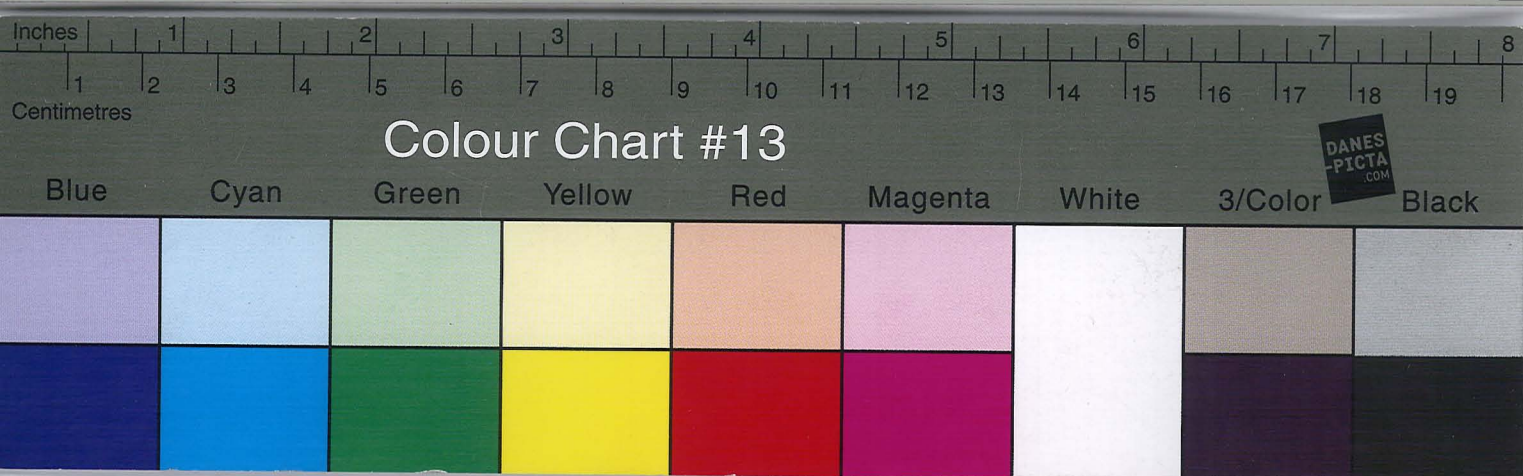 Inches 1 2 3 4 5 6 7 8
1 2 3 4 5 6 7 8 9 10 11 12 13 14 15 16 17 18 19
Centimetres
Colour Chart #13
DANES
-PICTA
.COM
Blue Cyan Green Yellow Red Magenta White 3/Color Black